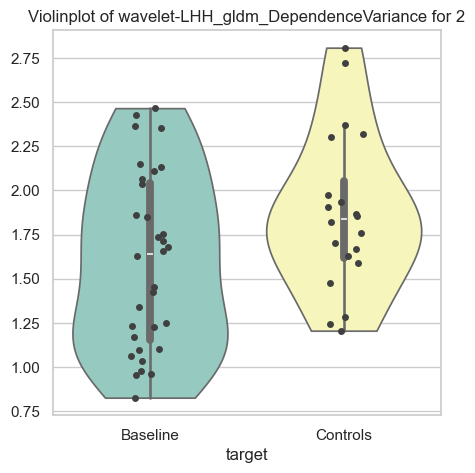 Violinplot of wavelet-LHH_gldm_DependenceVariance for 2
2.75
2.50
2.25
2.00
1.75
1.50
1.25
1.00
0.75
Baseline
Controls
target